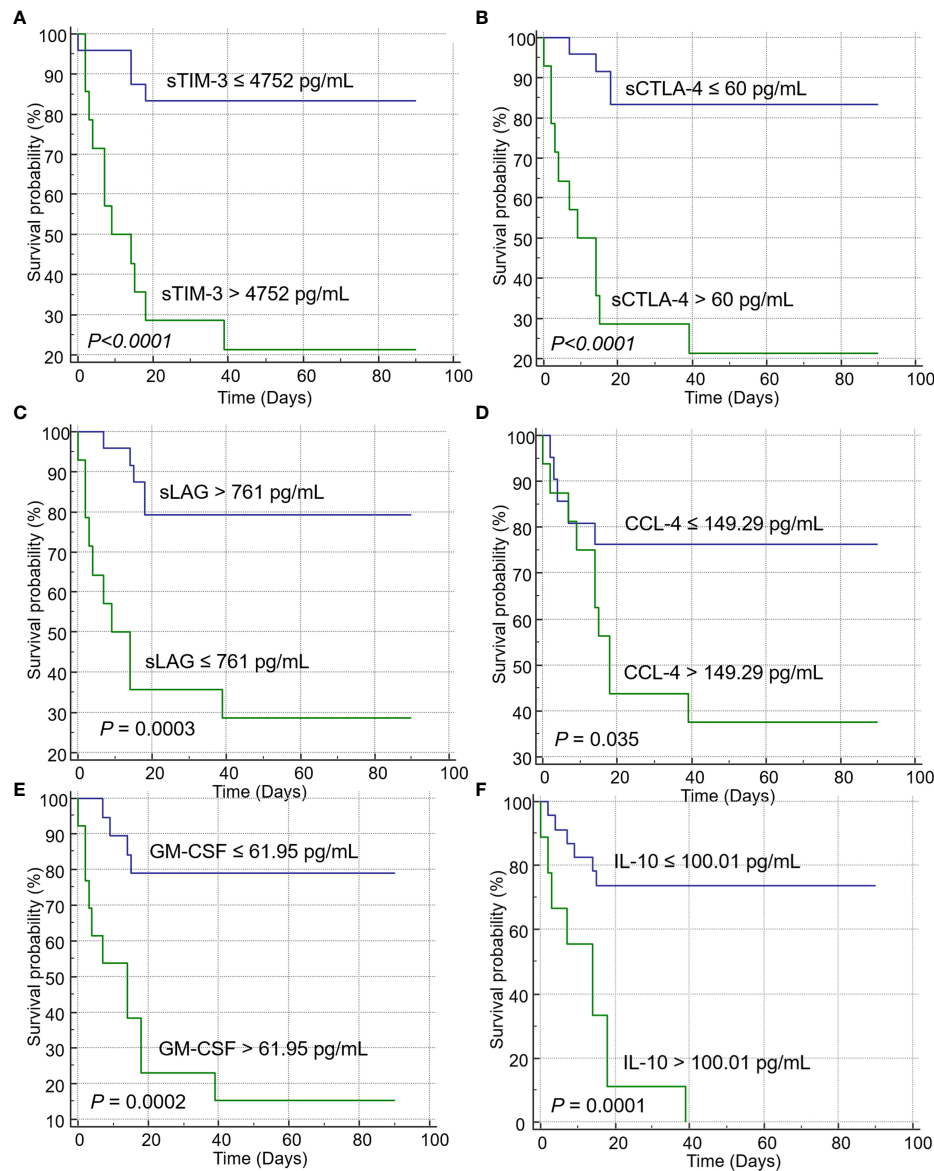 A
Survival probability (%)
100
90
80
70
60
50
40
30
20
sTIM-3 ≤ 4752 pg/mL
sTIM-3 > 4752 pg/mL
P<0.0001
0 20 40 60 80 100
Time (Days)
B
Survival probability (%)
100
90
80
70
60
50
40
30
20
sCTLA-4 ≤ 60 pg/mL
sCTLA-4 > 60 pg/mL
P<0.0001
0 20 40 60 80 100
Time (Days)
C
Survival probability (%)
100
90
80
70
60
50
40
30
20
sLAG > 761 pg/mL
sLAG ≤ 761 pg/mL
P = 0.0003
0 20 40 60 80 100
Time (Days)
D
Survival probability (%)
100
90
80
70
60
50
40
30
CCL-4 ≤ 149.29 pg/mL
CCL-4 > 149.29 pg/mL
P = 0.035
0 20 40 60 80 100
Time (Days)
E
Survival probability (%)
100
90
80
70
60
50
40
30
20
10
GM-CSF ≤ 61.95 pg/mL
GM-CSF > 61.95 pg/mL
P = 0.0002
0 20 40 60 80 100
Time (Days)
F
Survival probability (%)
100
80
60
40
20
0
IL-10 ≤ 100.01 pg/mL
IL-10 > 100.01 pg/mL
P = 0.0001
0 20 40 60 80 100
Time (Days)